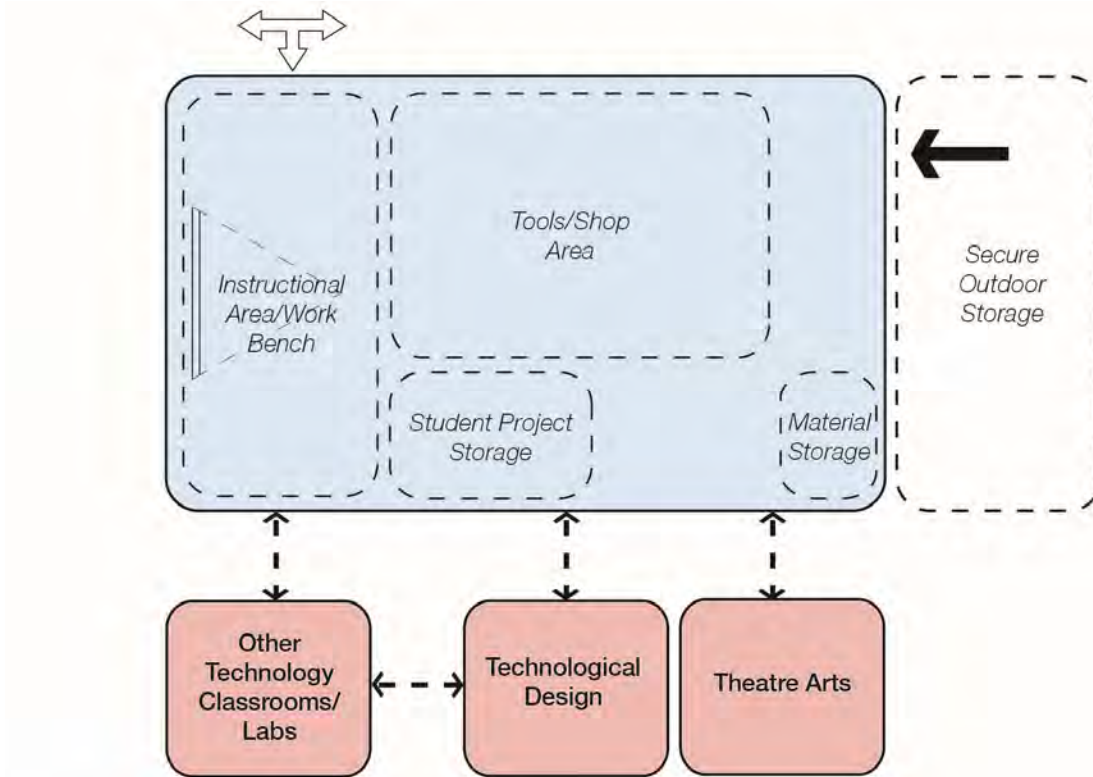 Tools/Shop
Area
Instructional
Area/Work
Bench
Secure
Outdoor
Storage
Student Project
Storage
Material
Storage
Other
Technology
Classrooms/
Labs
Technological
Design
Theatre Arts